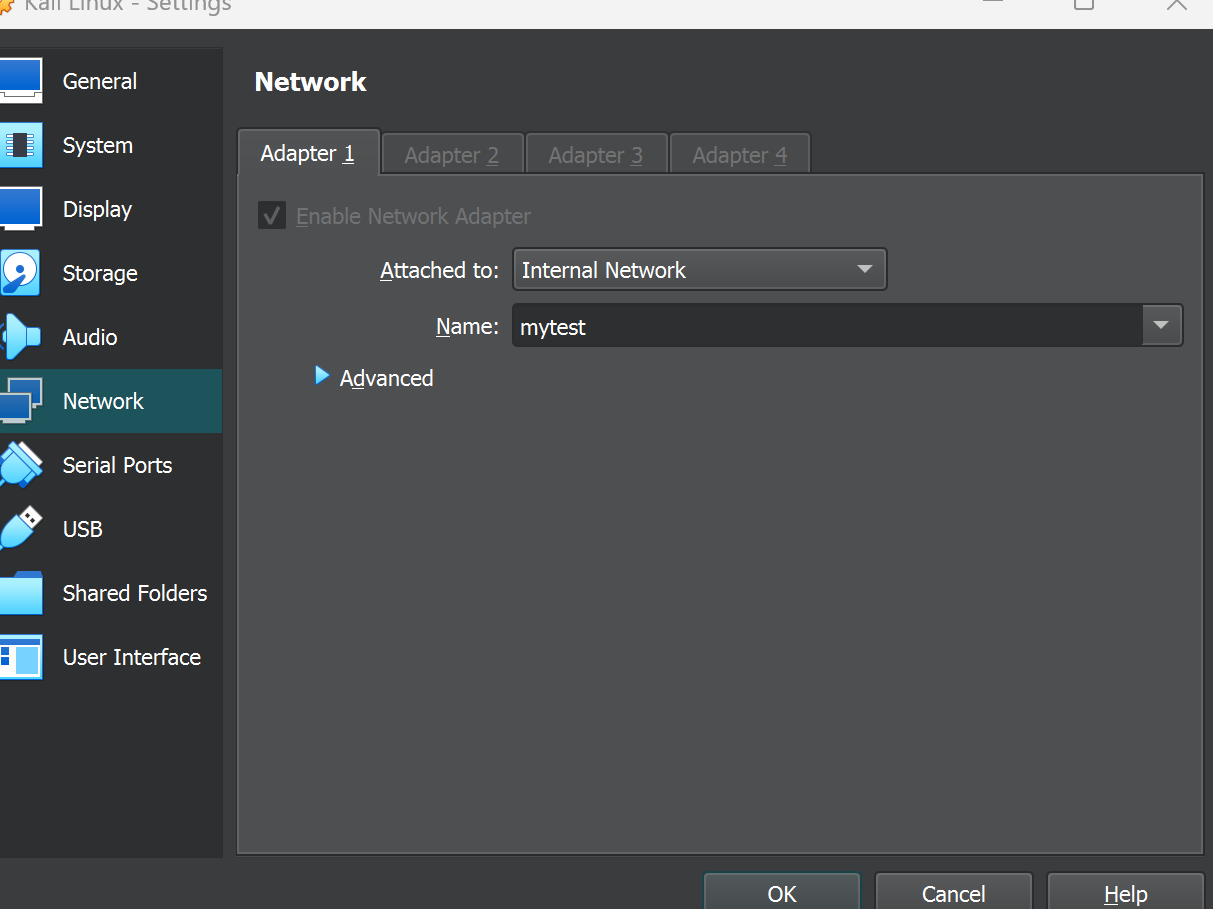 Kali Linux - Settings
General
System
Display
Storage
Audio
Network
Serial Ports
USB
Shared Folders
User Interface
Network
Adapter 1 Adapter 2 Adapter 3 Adapter 4
Enable Network Adapter
Attached to: Internal Network
Name: mytest
Advanced
OK Cancel Help